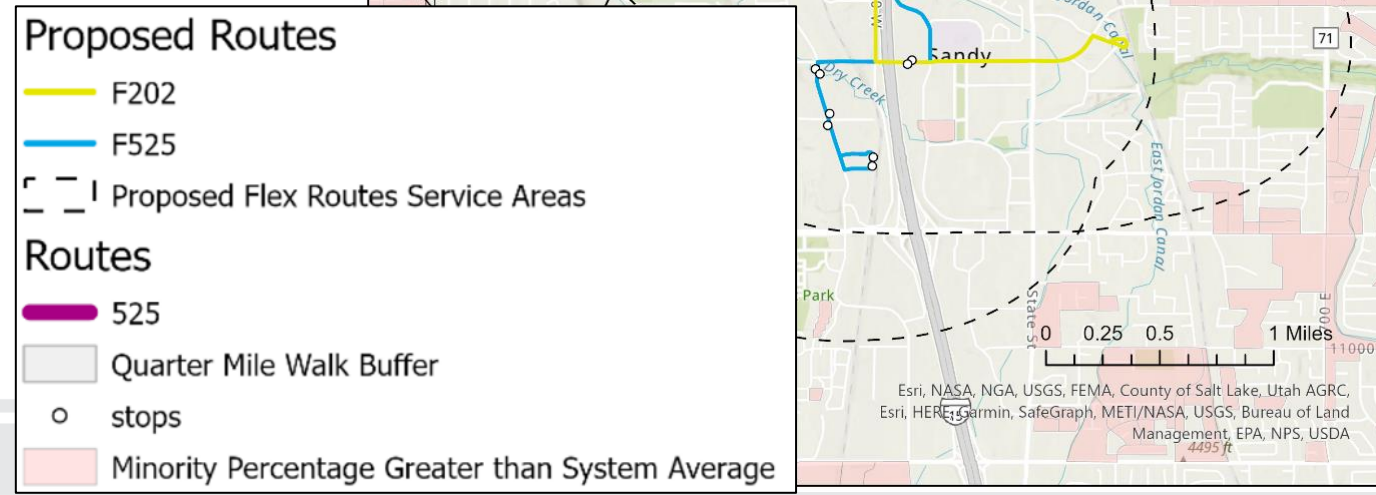 Proposed Routes
F202
F525
Proposed Flex Routes Service Areas
Routes
525
Quarter Mile Walk Buffer
stops
Minority Percentage Greater than System Average
Jordan Canal
71
Sandy
Dry Creek
East Jordan Canal
Park
State St
0 0.25 0.5 1 Miles
11000
Esri, NASA, NGA, USGS, FEMA, County of Salt Lake, Utah AGRC,
Esri, HERE, Garmin, SafeGraph, METI/NASA, USGS, Bureau of Land
Management, EPA, NPS, USDA
15
4495 ft